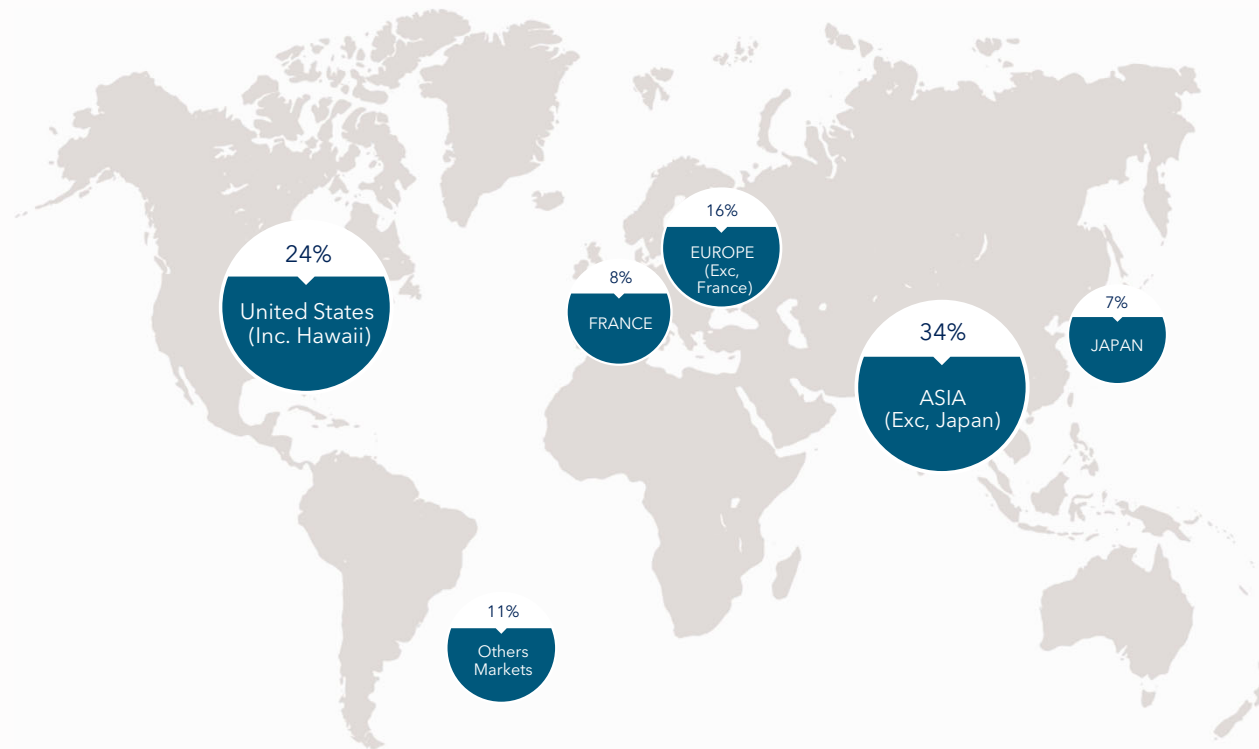 24%
United States
(Inc. Hawaii)
8%
FRANCE
16%
EUROPE
(Exc,
France)
34%
ASIA
(Exc, Japan)
7%
JAPAN
11%
Others
Markets